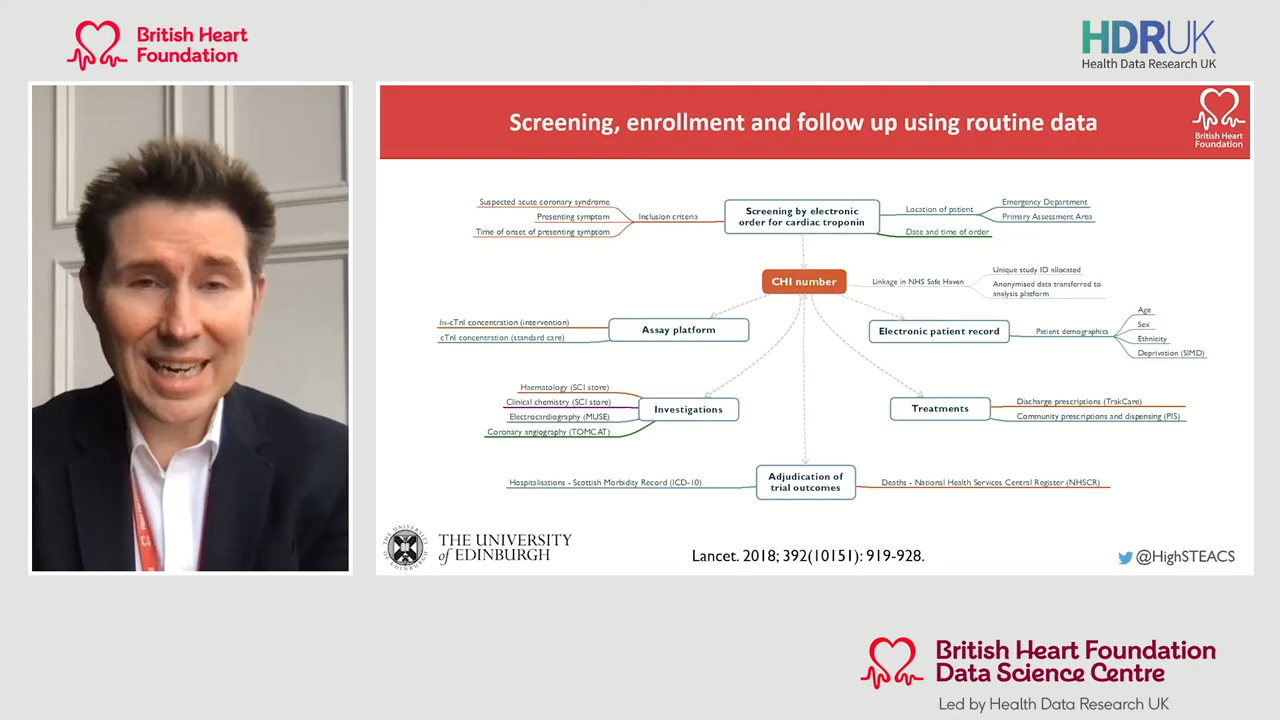 British Heart
Foundation
HDRUK
Health Data Research UK
Screening, enrollment and follow up using routine data
British Heart
Foundation
Suspected acute coronary syndrome
Presenting symptom
Time of onset of presenting symptom
Inclusion criteria
Screening by electronic
order for cardiac troponin
Location of patient
Emergency Department
Primary Assessment Area
Date and time of order
CHI number
Linkage in NHS Safe Haven
Unique study ID allocated
Anonymised data transferred to
analysis platform
hs-cTnI concentration (intervention)
cTnI concentration (standard care)
Assay platform
Electronic patient record
Patient demographics
Age
Sex
Ethnicity
Deprivation (SIMD)
Haematology (SCI store)
Clinical chemistry (SCI store)
Electrocardiography (MUSE)
Coronary angiography (TOMCAT)
Investigations
Treatments
Discharge prescriptions (TrakCare)
Community prescriptions and dispensing (PIS)
Hospitalisations - Scottish Morbidity Record (ICD-10)
Adjudication of
trial outcomes
Deaths - National Health Services Central Register (NHSCR)
THE UNIVERSITY
of EDINBURGH
Lancet. 2018; 392(10151): 919-928.
@HighSTEACS
British Heart Foundation
Data Science Centre
Led by Health Data Research UK